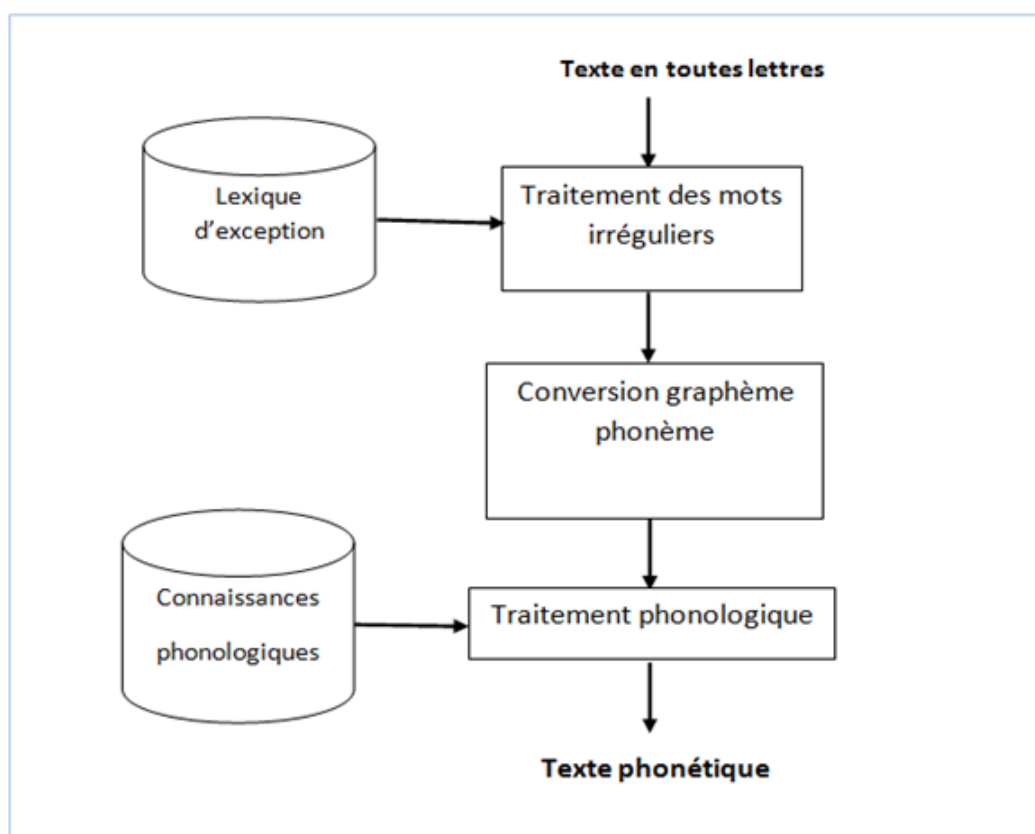 Texte en toutes lettres
Lexique
d’exception
Traitement des mots
irréguliers
Conversion graphème
phonème
Connaissances
phonologiques
Traitement phonologique
Texte phonétique